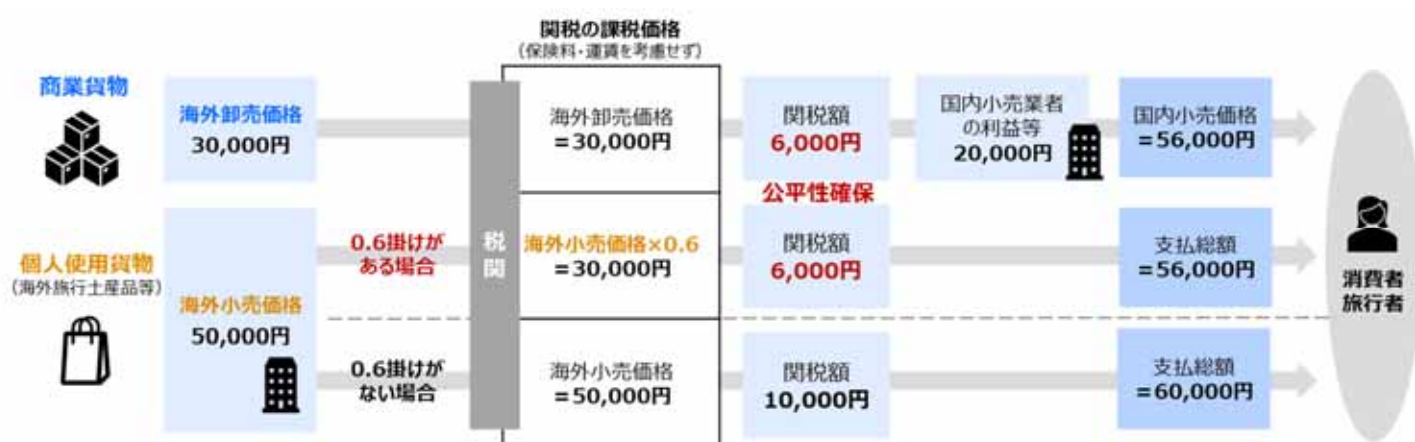 関税の課税価格
(保険料・運賃を考慮せず)
商業貨物
海外卸売価格
30,000円
海外卸売価格
=30,000円
関税額
6,000円
国内小売業者
の利益等
20,000円
国内小売価格
=56,000円
公平性確保
税関
個人使用貨物
(海外旅行土産品等)
海外小売価格
50,000円
0.6掛けが
ある場合
海外小売価格×0.6
=30,000円
関税額
6,000円
支払総額
=56,000円
消費者
旅行者
0.6掛けが
ない場合
海外小売価格
=50,000円
関税額
10,000円
支払総額
=60,000円